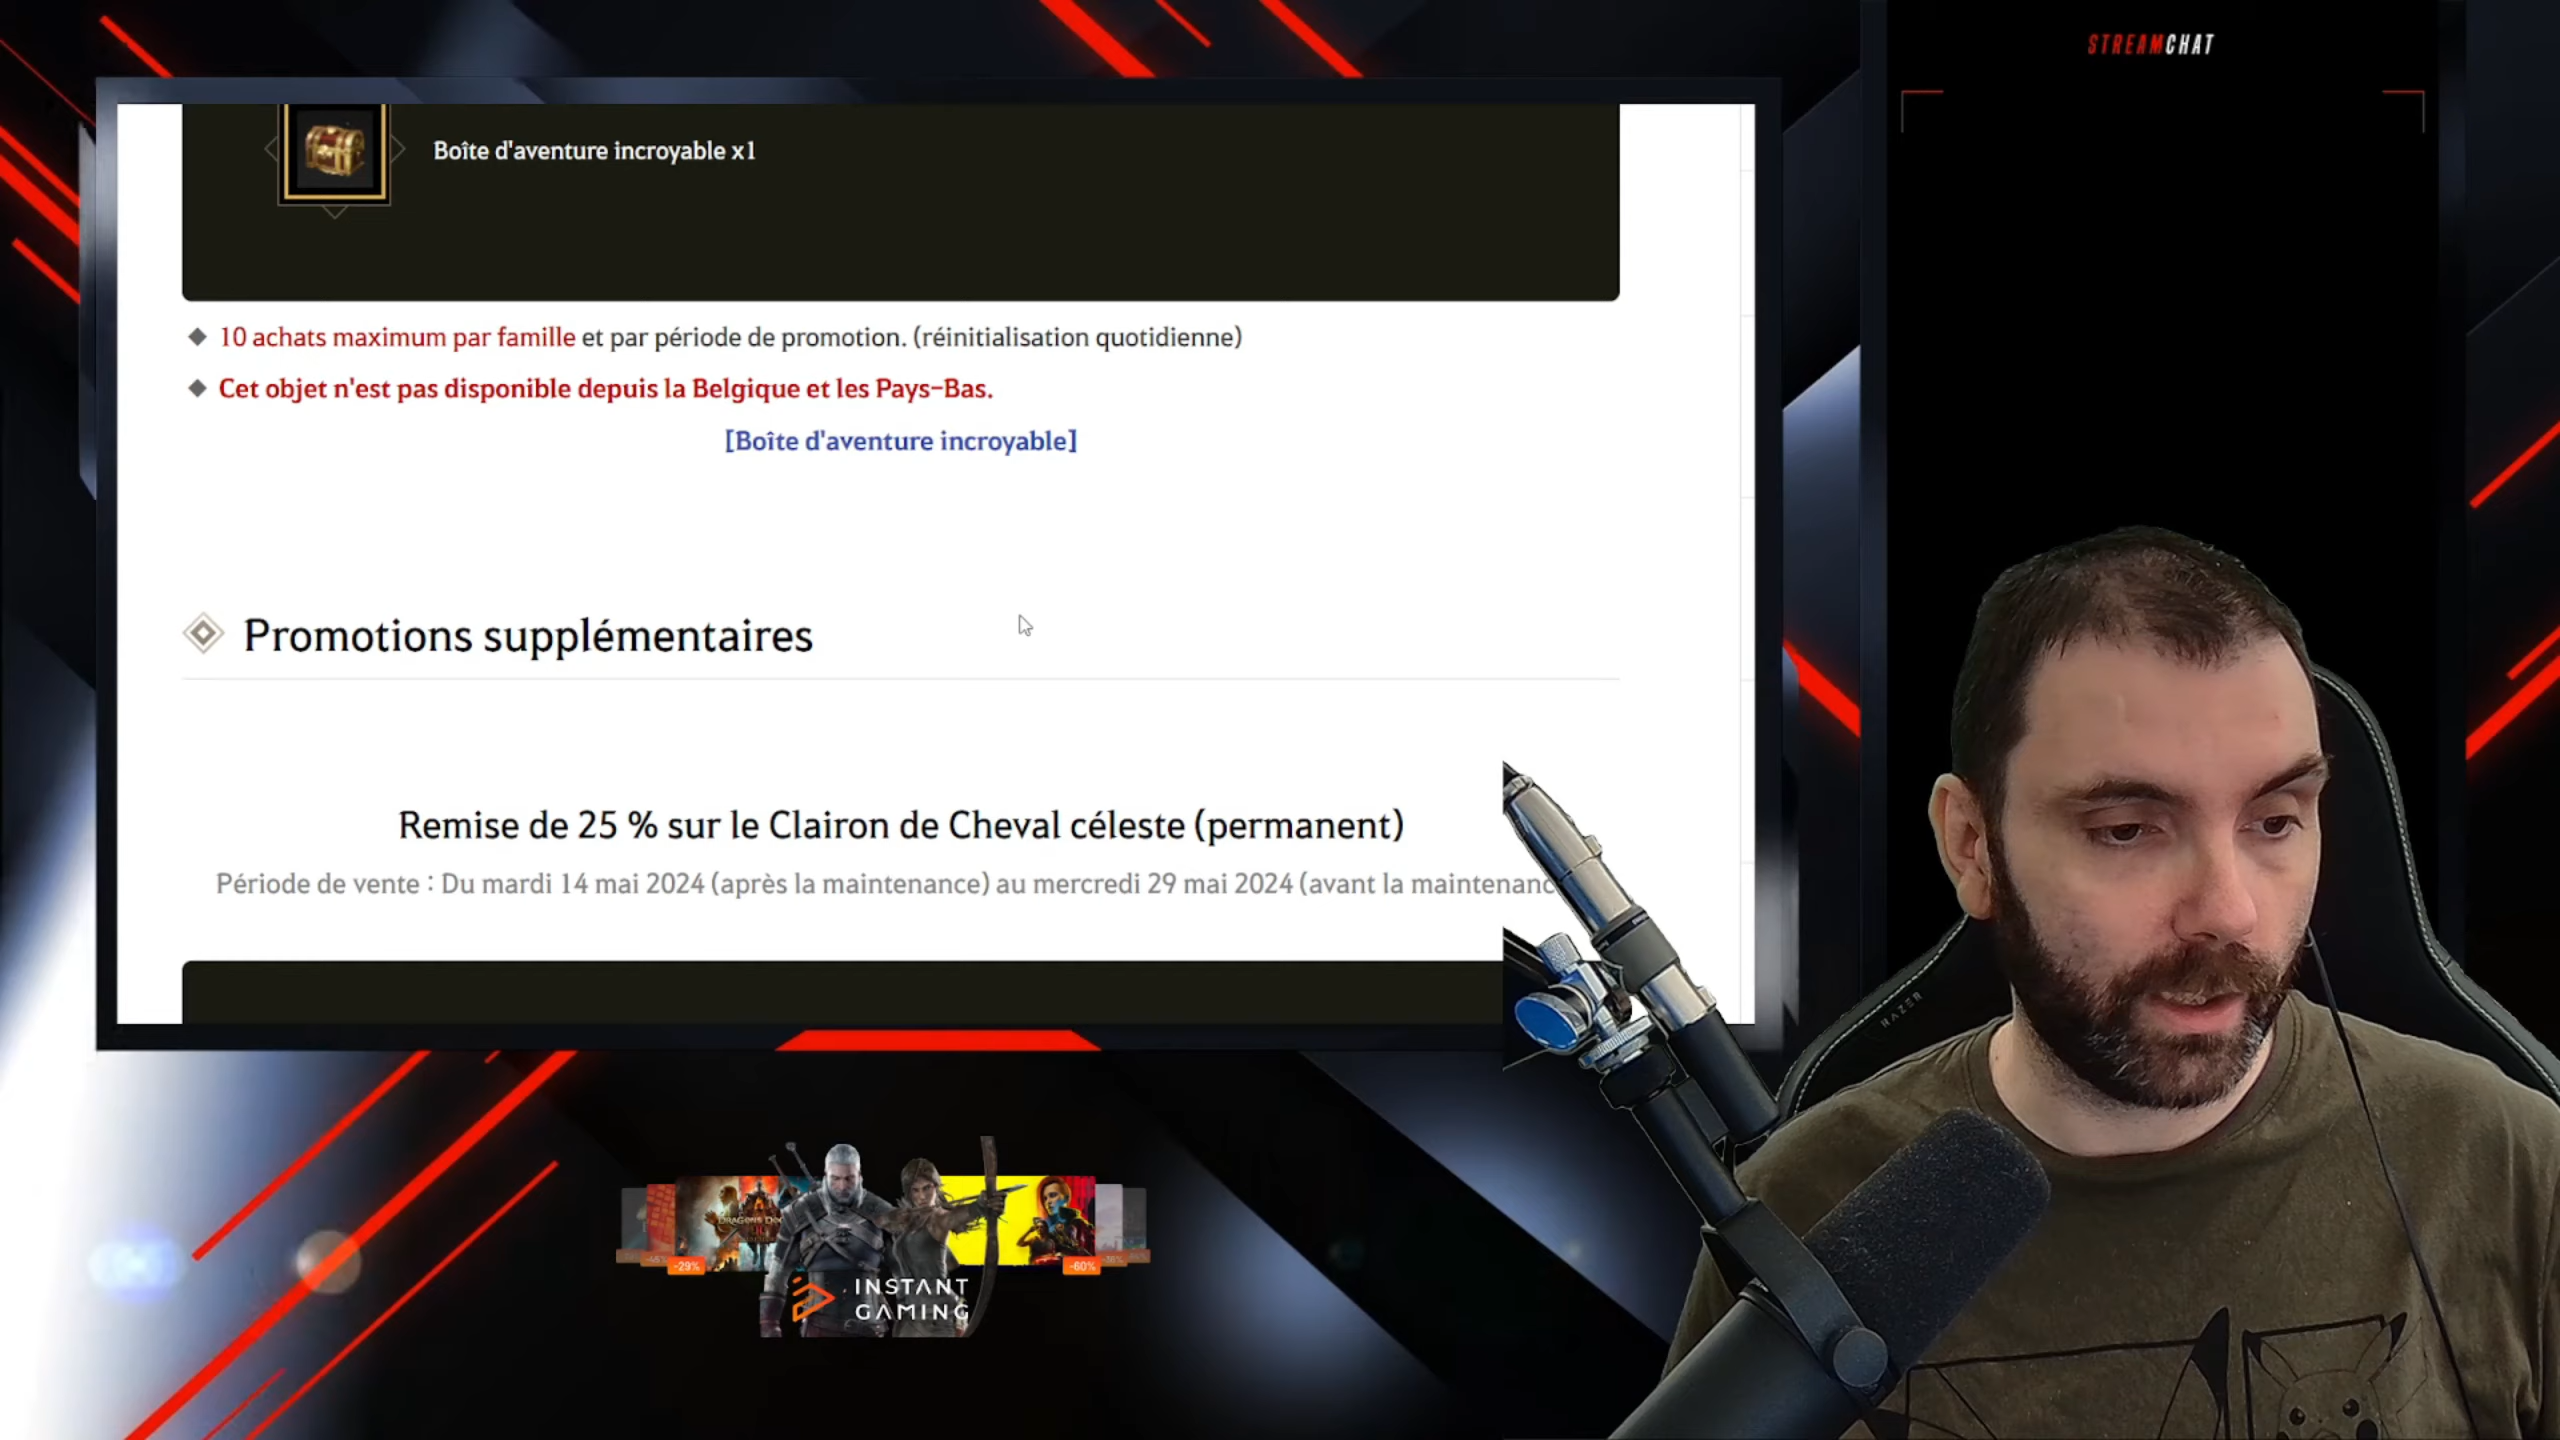 STREAMCHAT
Boîte d'aventure incroyable x1
10 achats maximum par famille et par période de promotion. (réinitialisation quotidienne)
Cet objet n'est pas disponible depuis la Belgique et les Pays-Bas.
[Boîte d'aventure incroyable]
Promotions supplémentaires
Remise de 25 % sur le Clairon de Cheval céleste (permanent)
Période de vente : Du mardi 14 mai 2024 (après la maintenance) au mercredi 29 mai 2024 (avant la maintenanc
RAZER
-29%
-60%
INSTANT
GAMING